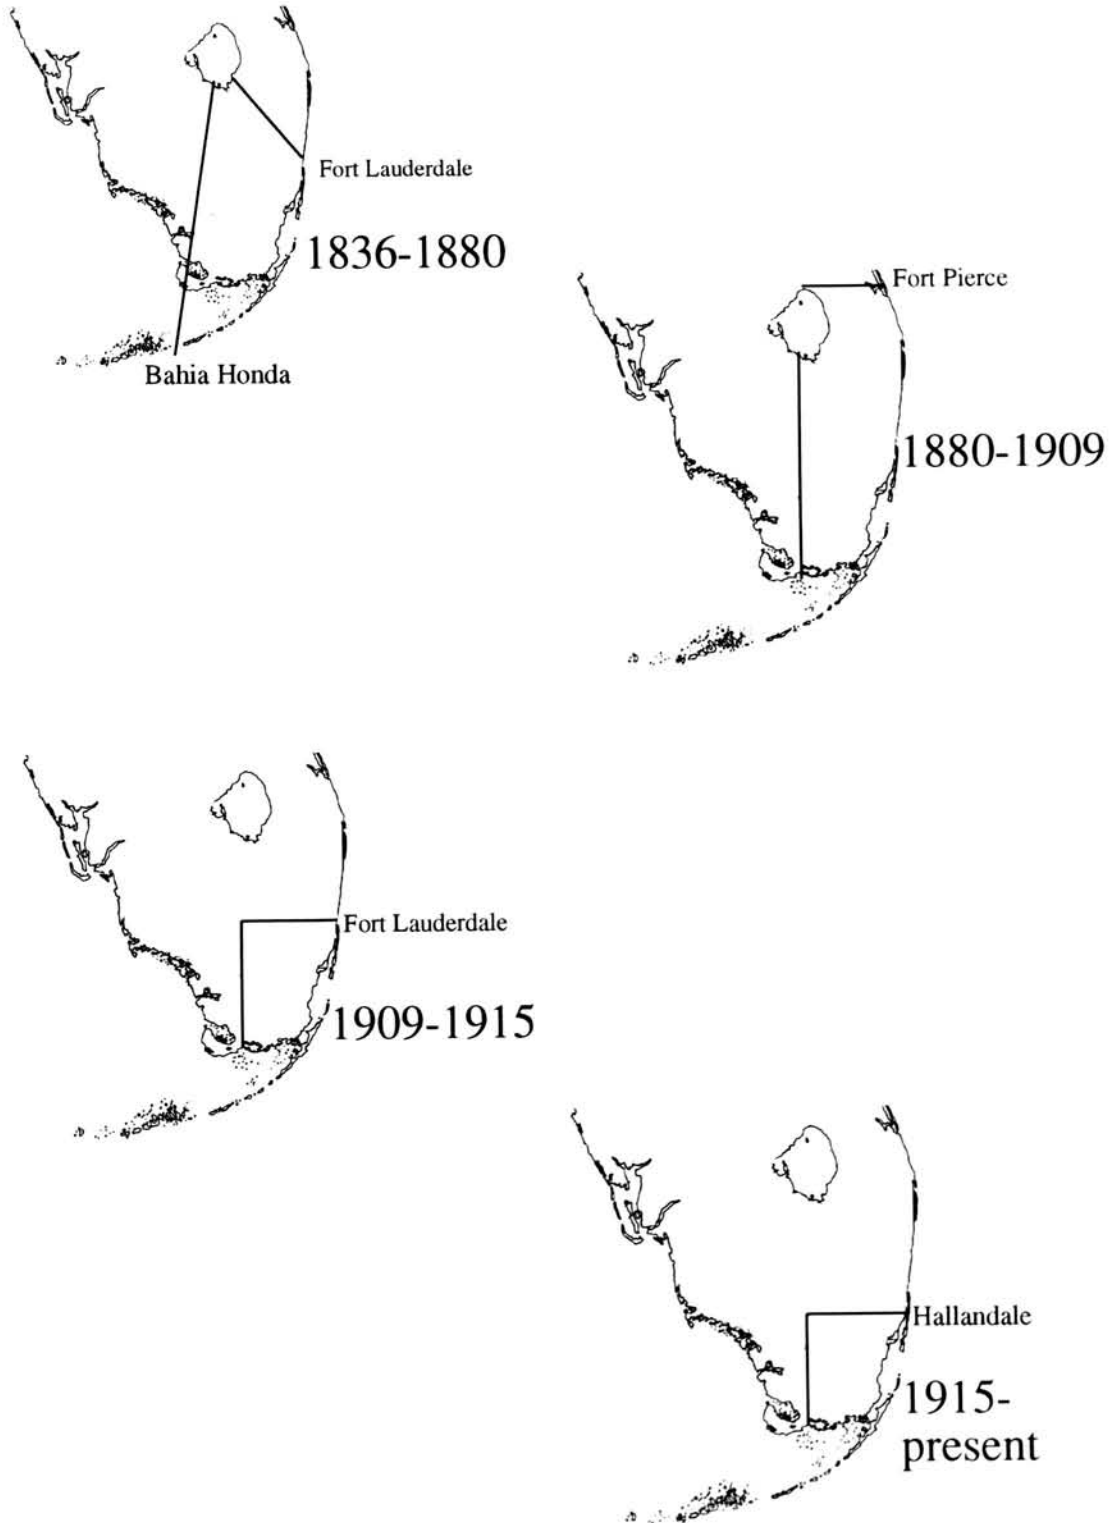 Fort Lauderdale
1836-1880
Bahia Honda
Fort Pierce
1880-1909
Fort Lauderdale
1909-1915
Hallandale
1915-
present